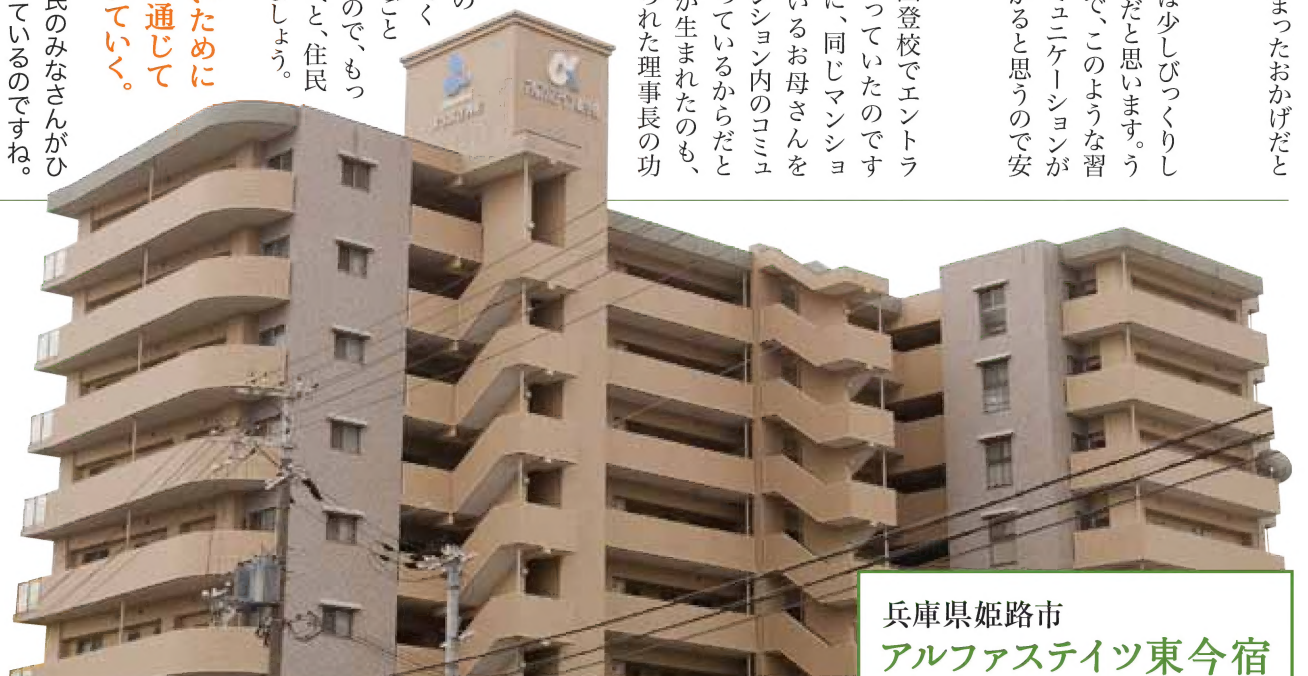 まったおかげだと
は少しびっくりし
だと思います。う
で、このような習
ュニケーションが
かると思うので安
登校でエントラ
っていたのです
に、同じマンショ
いるお母さんを
ンション内のコミュ
っているからだと
が生まれたのも、
られた理事長の功
の
く
こと
ので、もっ
と、住民
しょう。
すために
通じて
ていく。
民のみなさんがひ
ているのですね。
兵庫県姫路市
アルファステイツ東今宿